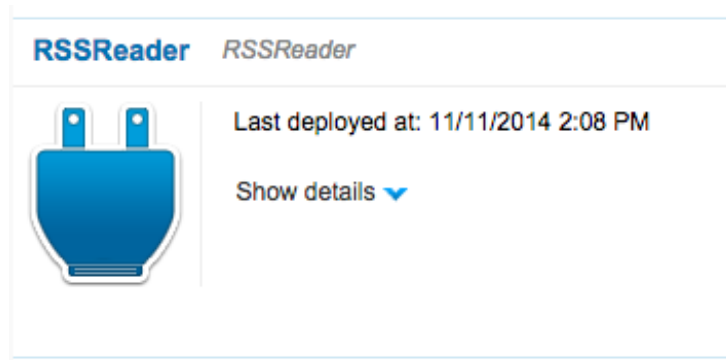 RSSReader RSSReader
Last deployed at: 11/11/2014 2:08 PM
Show details